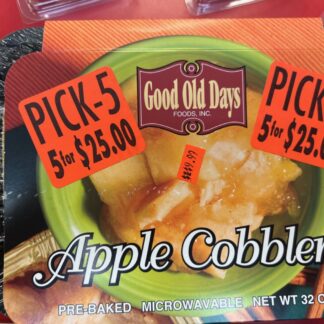 PICK-5
5 for $25.00
Good Old Days
FOODS, INC.
PICK
5 for $25.0
Apple Cobbler
PRE-BAKED MICROWAVABLE NET WT 32 O